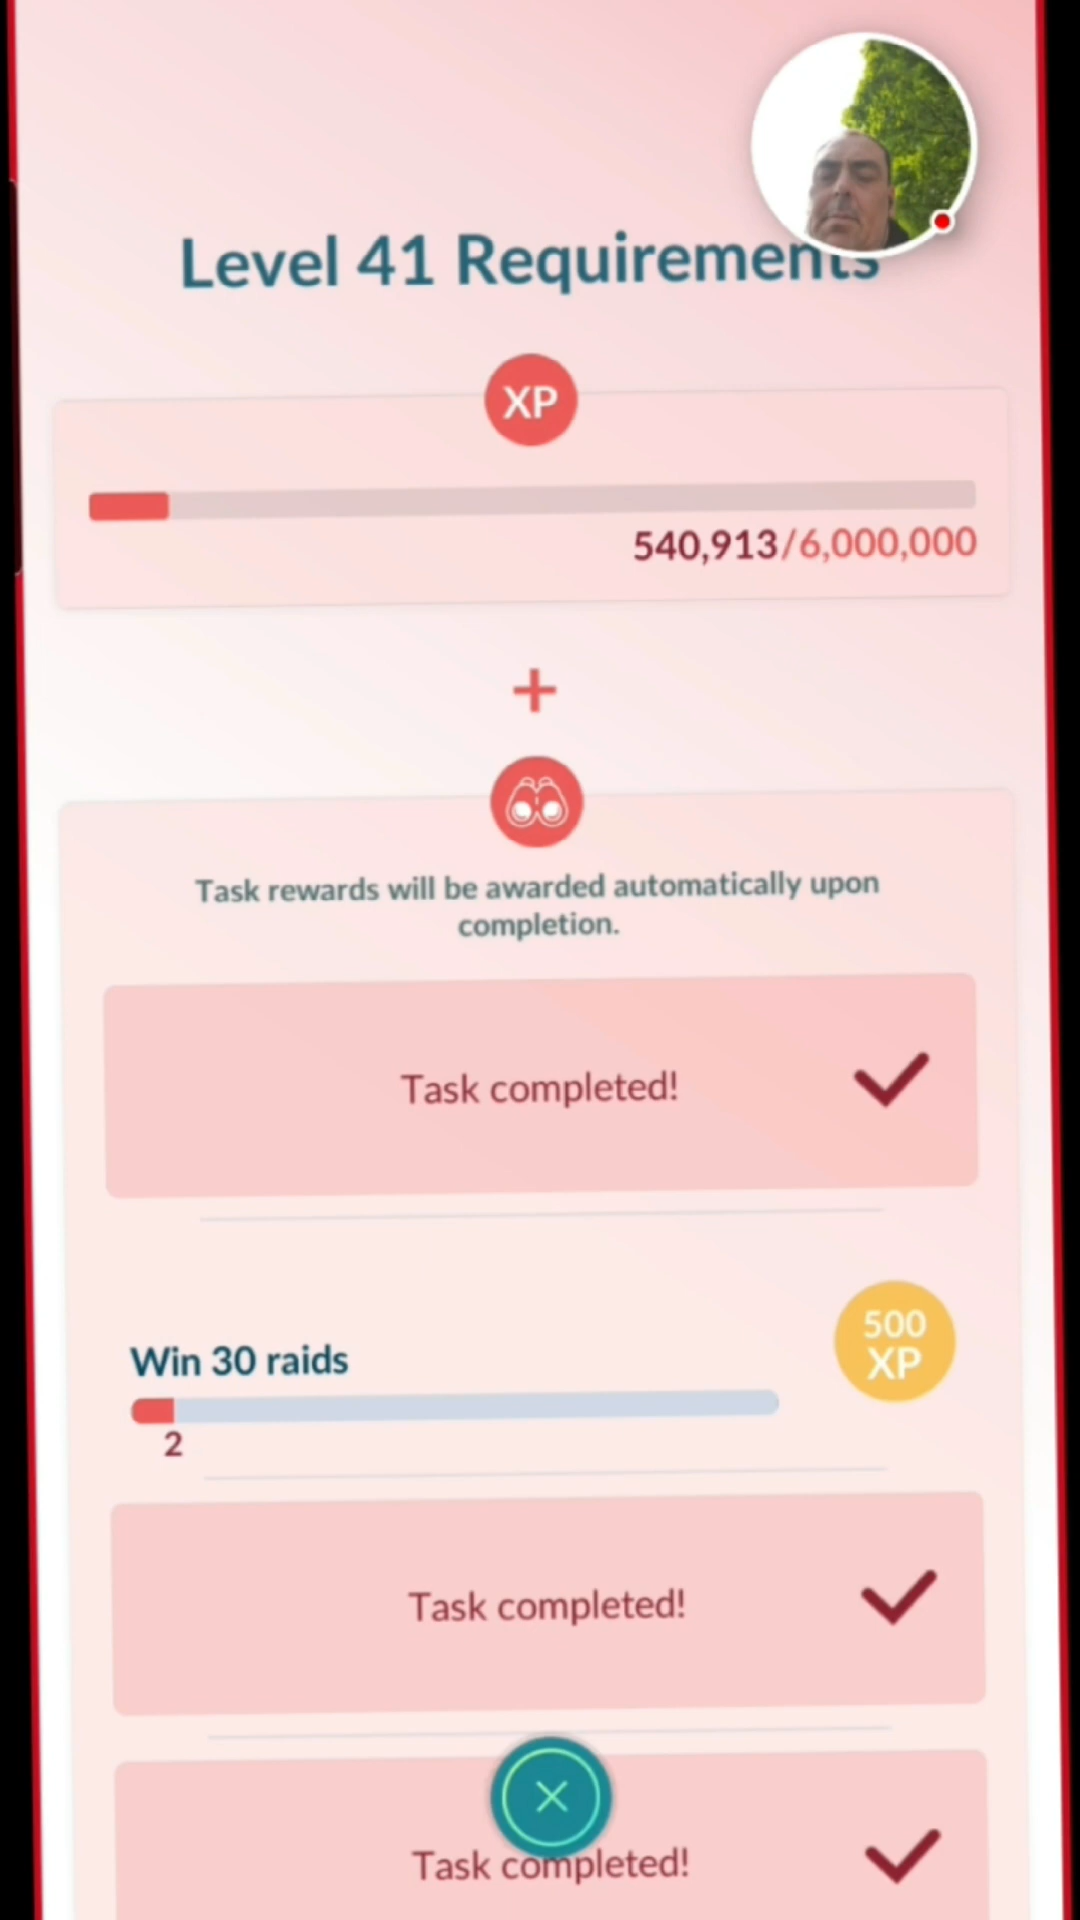 Level 41 Requirements
XP
540,913/6,000,000
+
Task rewards will be awarded automatically upon
completion.
Task completed!
Win 30 raids
500
XP
2
Task completed!
Task completed!